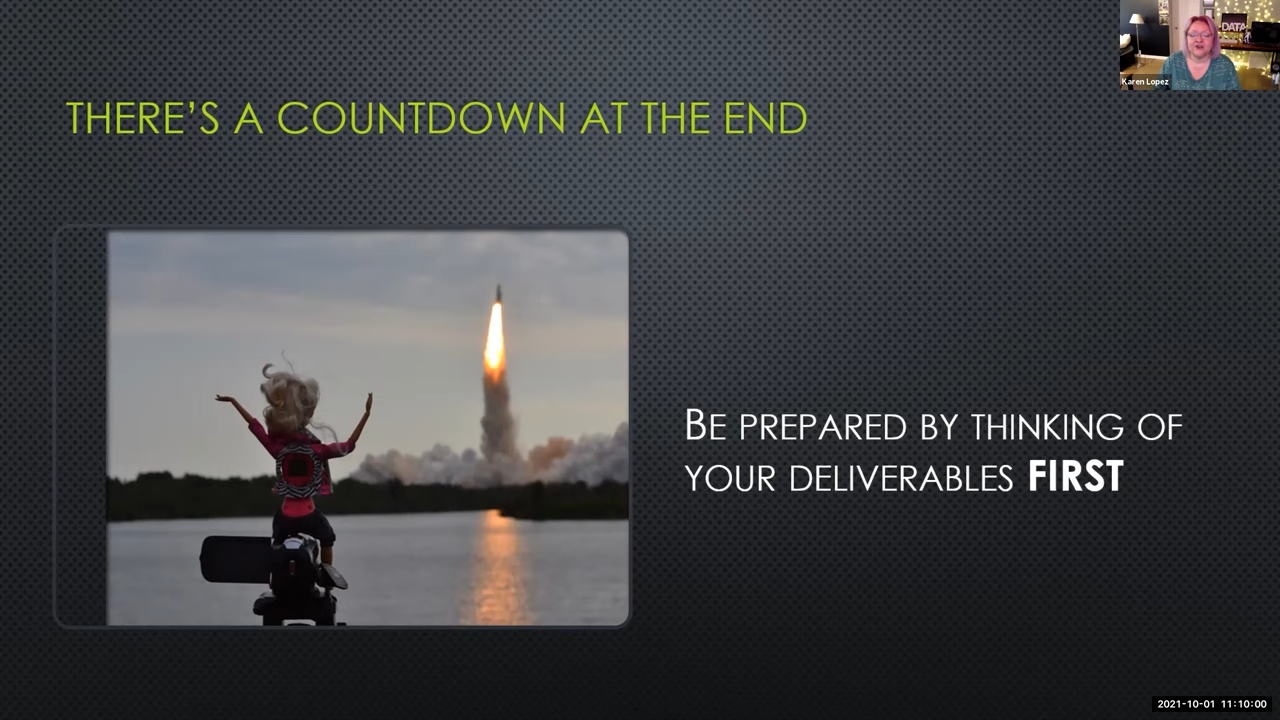 THERE'S A COUNTDOWN AT THE END
BE PREPARED BY THINKING OF
YOUR DELIVERABLES FIRST
DATA
Karen Lopez
2021-10-01 11:10:00